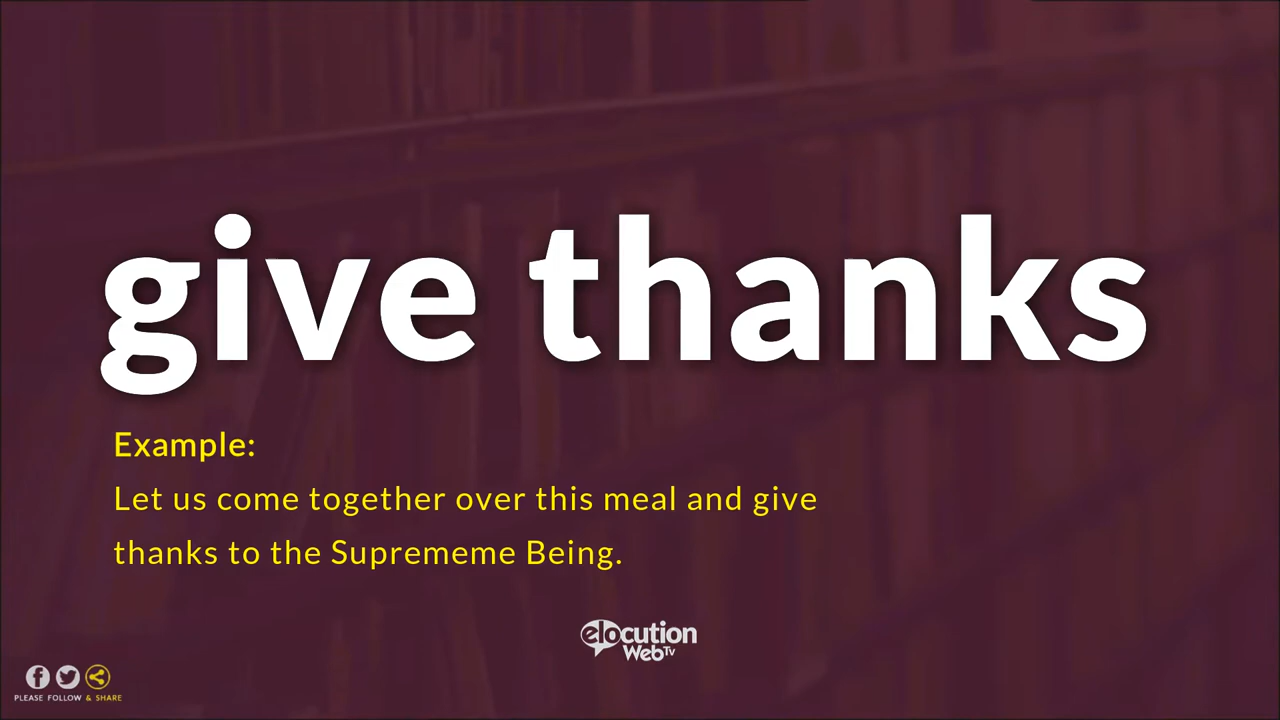 give thanks
Example:
Let us come together over this meal and give
thanks to the Suprememe Being.
elocution
WebTv
PLEASE FOLLOW & SHARE